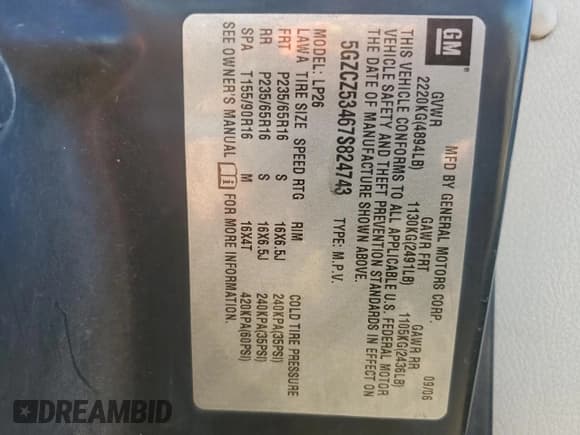 GM
MFD BY GENERAL MOTORS CORP. 09/06
GVWR GAWR FRT GAWR RR
2220KG(4894LB) 1130KG(2491LB) 1105KG(2436LB)
THIS VEHICLE CONFORMS TO ALL APPLICABLE U.S. FEDERAL MOTOR
VEHICLE SAFETY AND THEFT PREVENTION STANDARDS IN EFFECT ON
THE DATE OF MANUFACTURE SHOWN ABOVE.
5GZCZ53467S824743 TYPE: M.P.V.
MODEL: LP26
LAWA TIRE SIZE SPEED RTG RIM COLD TIRE PRESSURE
FRT P235/65R16 S 16X6.5J 240KPA(35PSI)
RR P235/65R16 S 16X6.5J 240KPA(35PSI)
SPA T155/90R16 M 16X4T 420KPA(60PSI)
SEE OWNER'S MANUAL FOR MORE INFORMATION.
DREAMBID